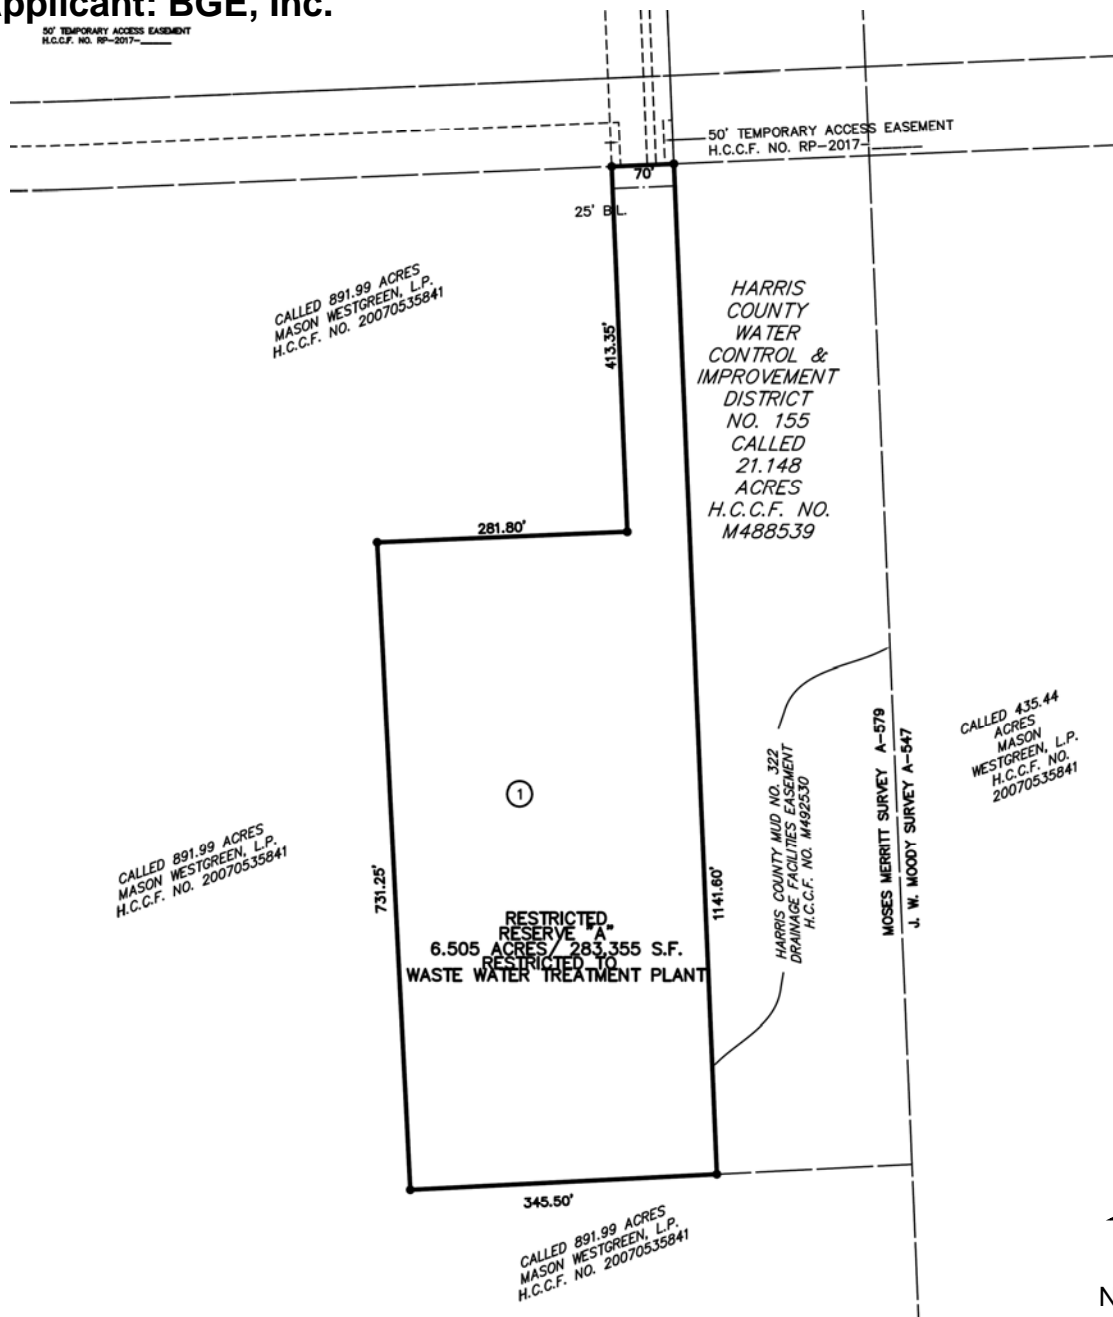 Applicant: BGE, Inc.
50' TEMPORARY ACCESS EASEMENT
H.C.C.F. NO. RP-2017-______
50' TEMPORARY ACCESS EASEMENT
H.C.C.F. NO. RP-2017-______
70'
25' B.L.
CALLED 891.99 ACRES
MASON WESTGREEN, L.P.
H.C.C.F. NO. 20070535841
413.35'
HARRIS
COUNTY
WATER
CONTROL &
IMPROVEMENT
DISTRICT
NO. 155
CALLED
21.148
ACRES
H.C.C.F. NO.
M488539
281.80'
CALLED 435.44
ACRES
MASON
WESTGREEN, L.P.
H.C.C.F. NO.
20070535841
MOSES MERRITT SURVEY A-579
J. W. MOODY SURVEY A-547
HARRIS COUNTY MUD NO. 322
DRAINAGE FACILITIES EASEMENT
H.C.C.F. NO. M492530
1
CALLED 891.99 ACRES
MASON WESTGREEN, L.P.
H.C.C.F. NO. 20070535841
731.25'
1141.60'
RESTRICTED
RESERVE "A"
6.505 ACRES/ 283,355 S.F.
RESTRICTED TO
WASTE WATER TREATMENT PLANT
345.50'
CALLED 891.99 ACRES
MASON WESTGREEN, L.P.
H.C.C.F. NO. 20070535841
N